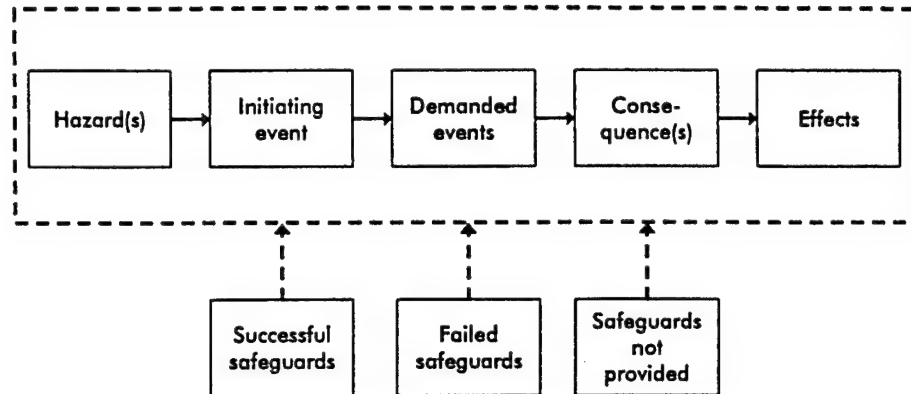 Hazard(s)
Initiating
event
Demanded
events
Conse-
quence(s)
Effects
Successful
safeguards
Failed
safeguards
Safeguards
not
provided